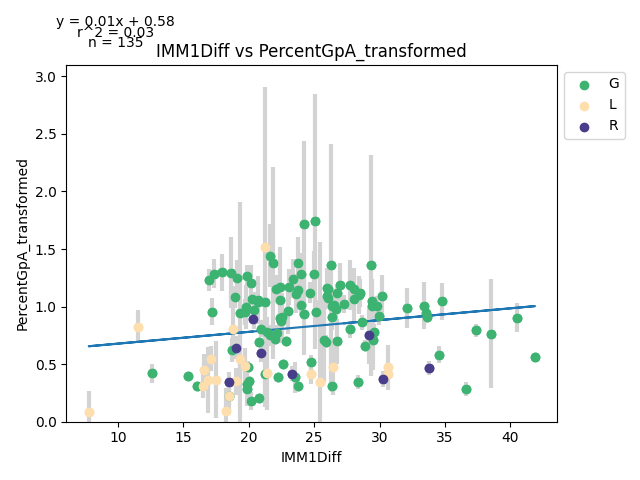 y = 0.01x + 0.58
r^2 = 0.03
n = 135
IMM1Diff vs PercentGpA_transformed
G
L
R
PercentGpA_transformed
3.0
2.5
2.0
1.5
1.0
0.5
0.0
10 15 20 25 30 35 40
IMM1Diff